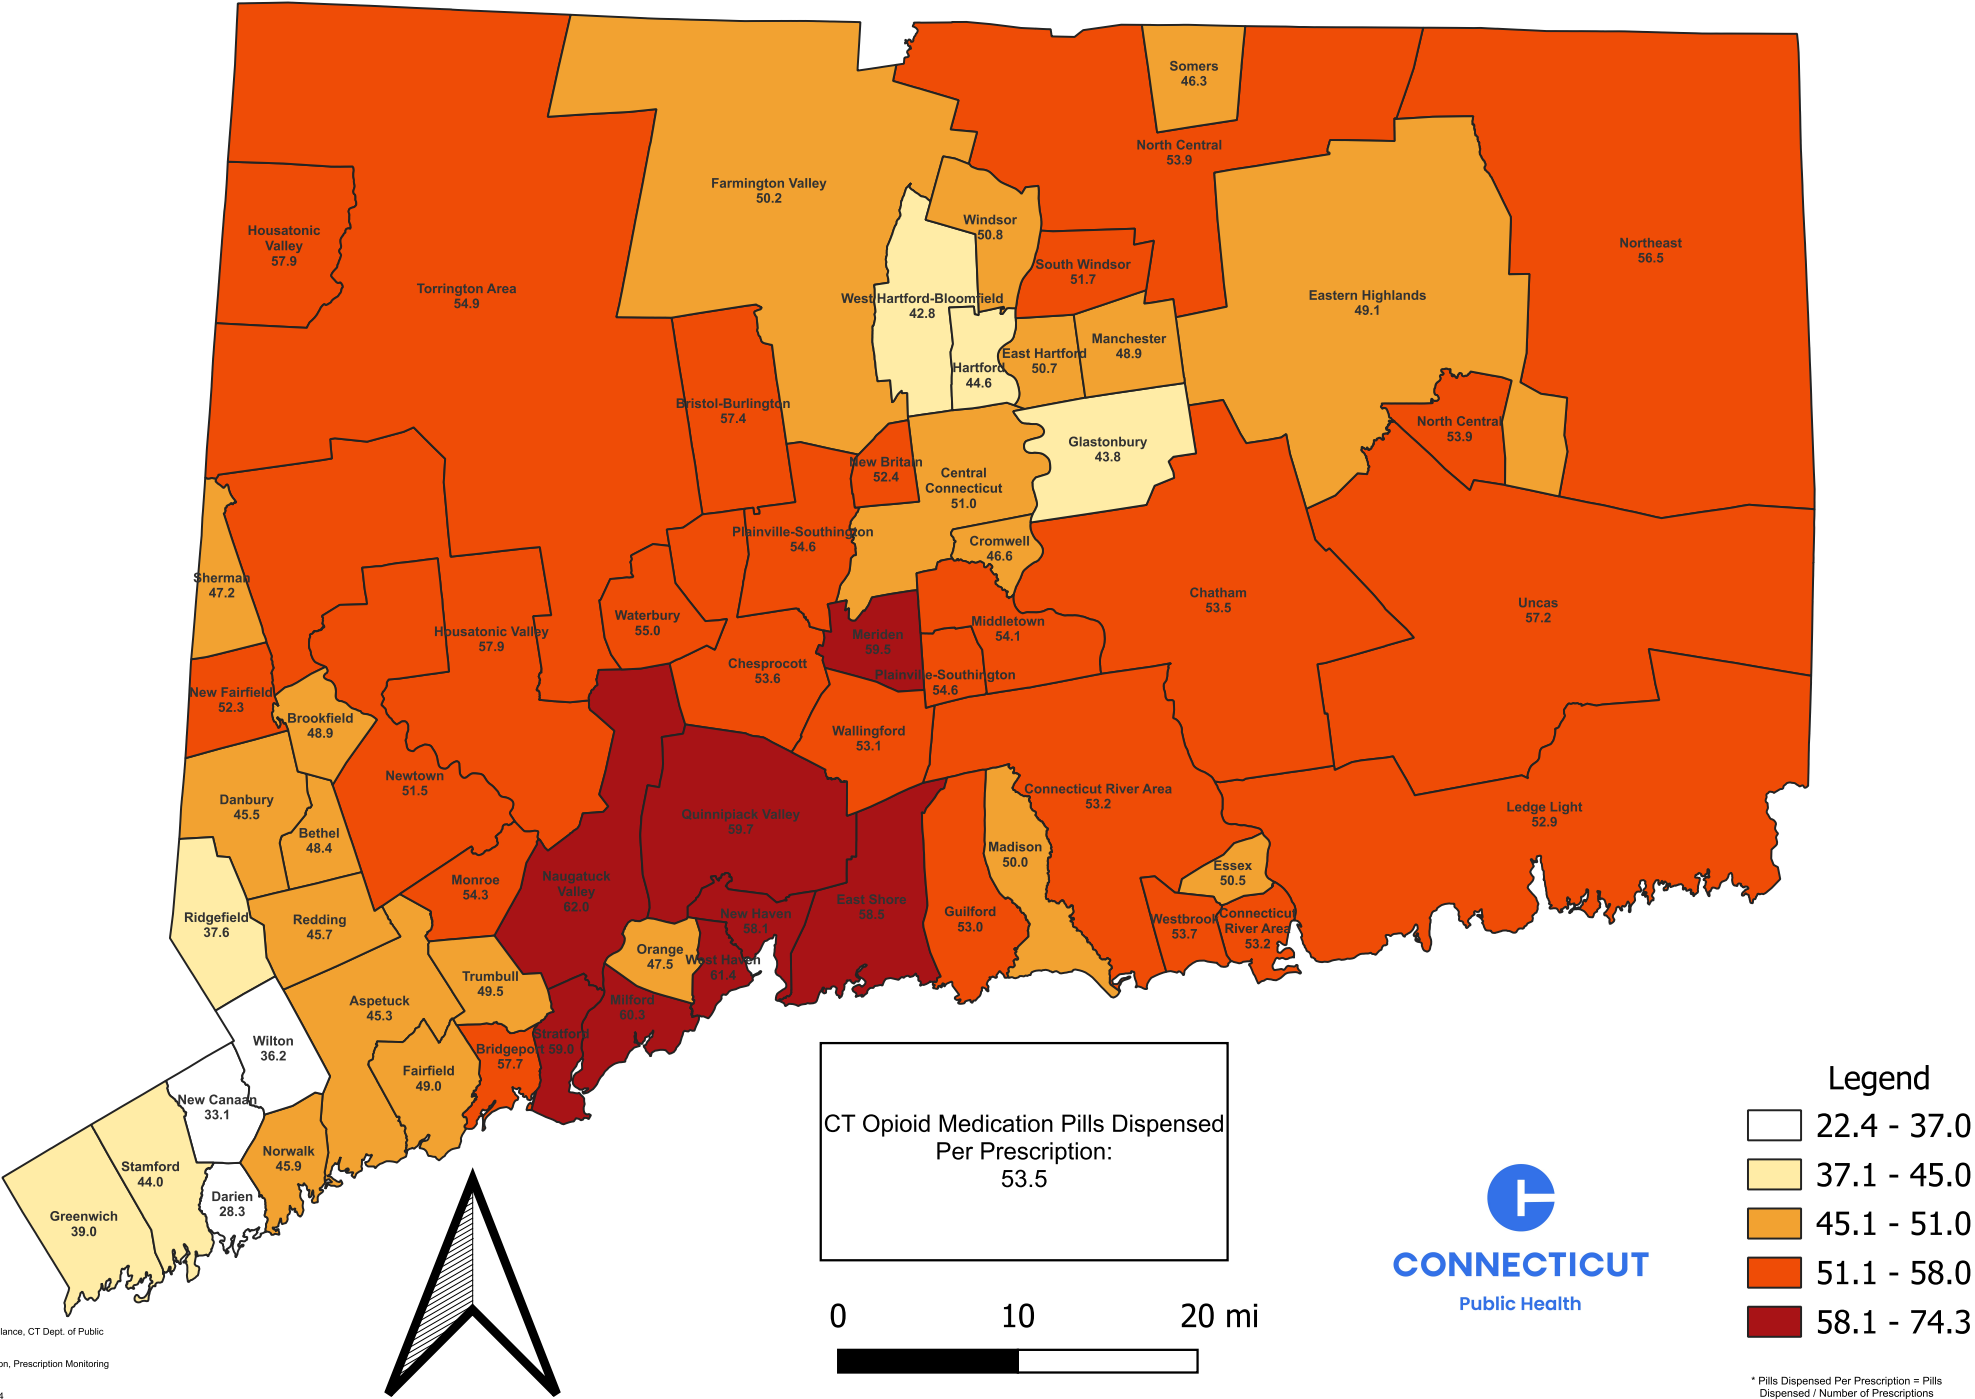 Somers
46.3
North Central
53.9
Farmington Valley
50.2
Windsor
50.8
Housatonic
Valley
57.9
Northeast
56.5
South Windsor
51.7
Torrington Area
54.9
West Hartford-Bloomfield
42.8
Eastern Highlands
49.1
Manchester
48.9
East Hartford
50.7
Hartford
44.6
Bristol-Burlington
57.4
North Central
53.9
Glastonbury
43.8
New Britain
52.4
Central
Connecticut
51.0
Plainville-Southington
54.6
Cromwell
46.6
Sherman
47.2
Chatham
53.5
Uncas
57.2
Waterbury
55.0
Middletown
54.1
Housatonic Valley
57.9
Meriden
59.5
Chesprocott
53.6
Plainville-Southington
54.6
New Fairfield
52.3
Brookfield
48.9
Wallingford
53.1
Newtown
51.5
Connecticut River Area
53.2
Danbury
45.5
Ledge Light
52.9
Quinnipiack Valley
59.7
Bethel
48.4
Madison
50.0
Essex
50.5
Monroe
54.3
Naugatuck
Valley
62.0
East Shore
58.5
Ridgefield
37.6
Redding
45.7
New Haven
58.1
Guilford
53.0
Westbrook
53.7
Connecticut
River Area
53.2
Orange
47.5
West Haven
61.4
Trumbull
49.5
Aspetuck
45.3
Milford
60.3
Wilton
36.2
Stratford
59.0
Bridgeport
57.7
Fairfield
49.0
New Canaan
33.1
Norwalk
45.9
Stamford
44.0
Darien
28.3
Greenwich
39.0
CT Opioid Medication Pills Dispensed
Per Prescription:
53.5
0 10 20 mi
CONNECTICUT
Public Health
Legend
22.4 - 37.0
37.1 - 45.0
45.1 - 51.0
51.1 - 58.0
58.1 - 74.3
* Pills Dispensed Per Prescription = Pills
Dispensed / Number of Prescriptions
lance, CT Dept. of Public
on, Prescription Monitoring
4